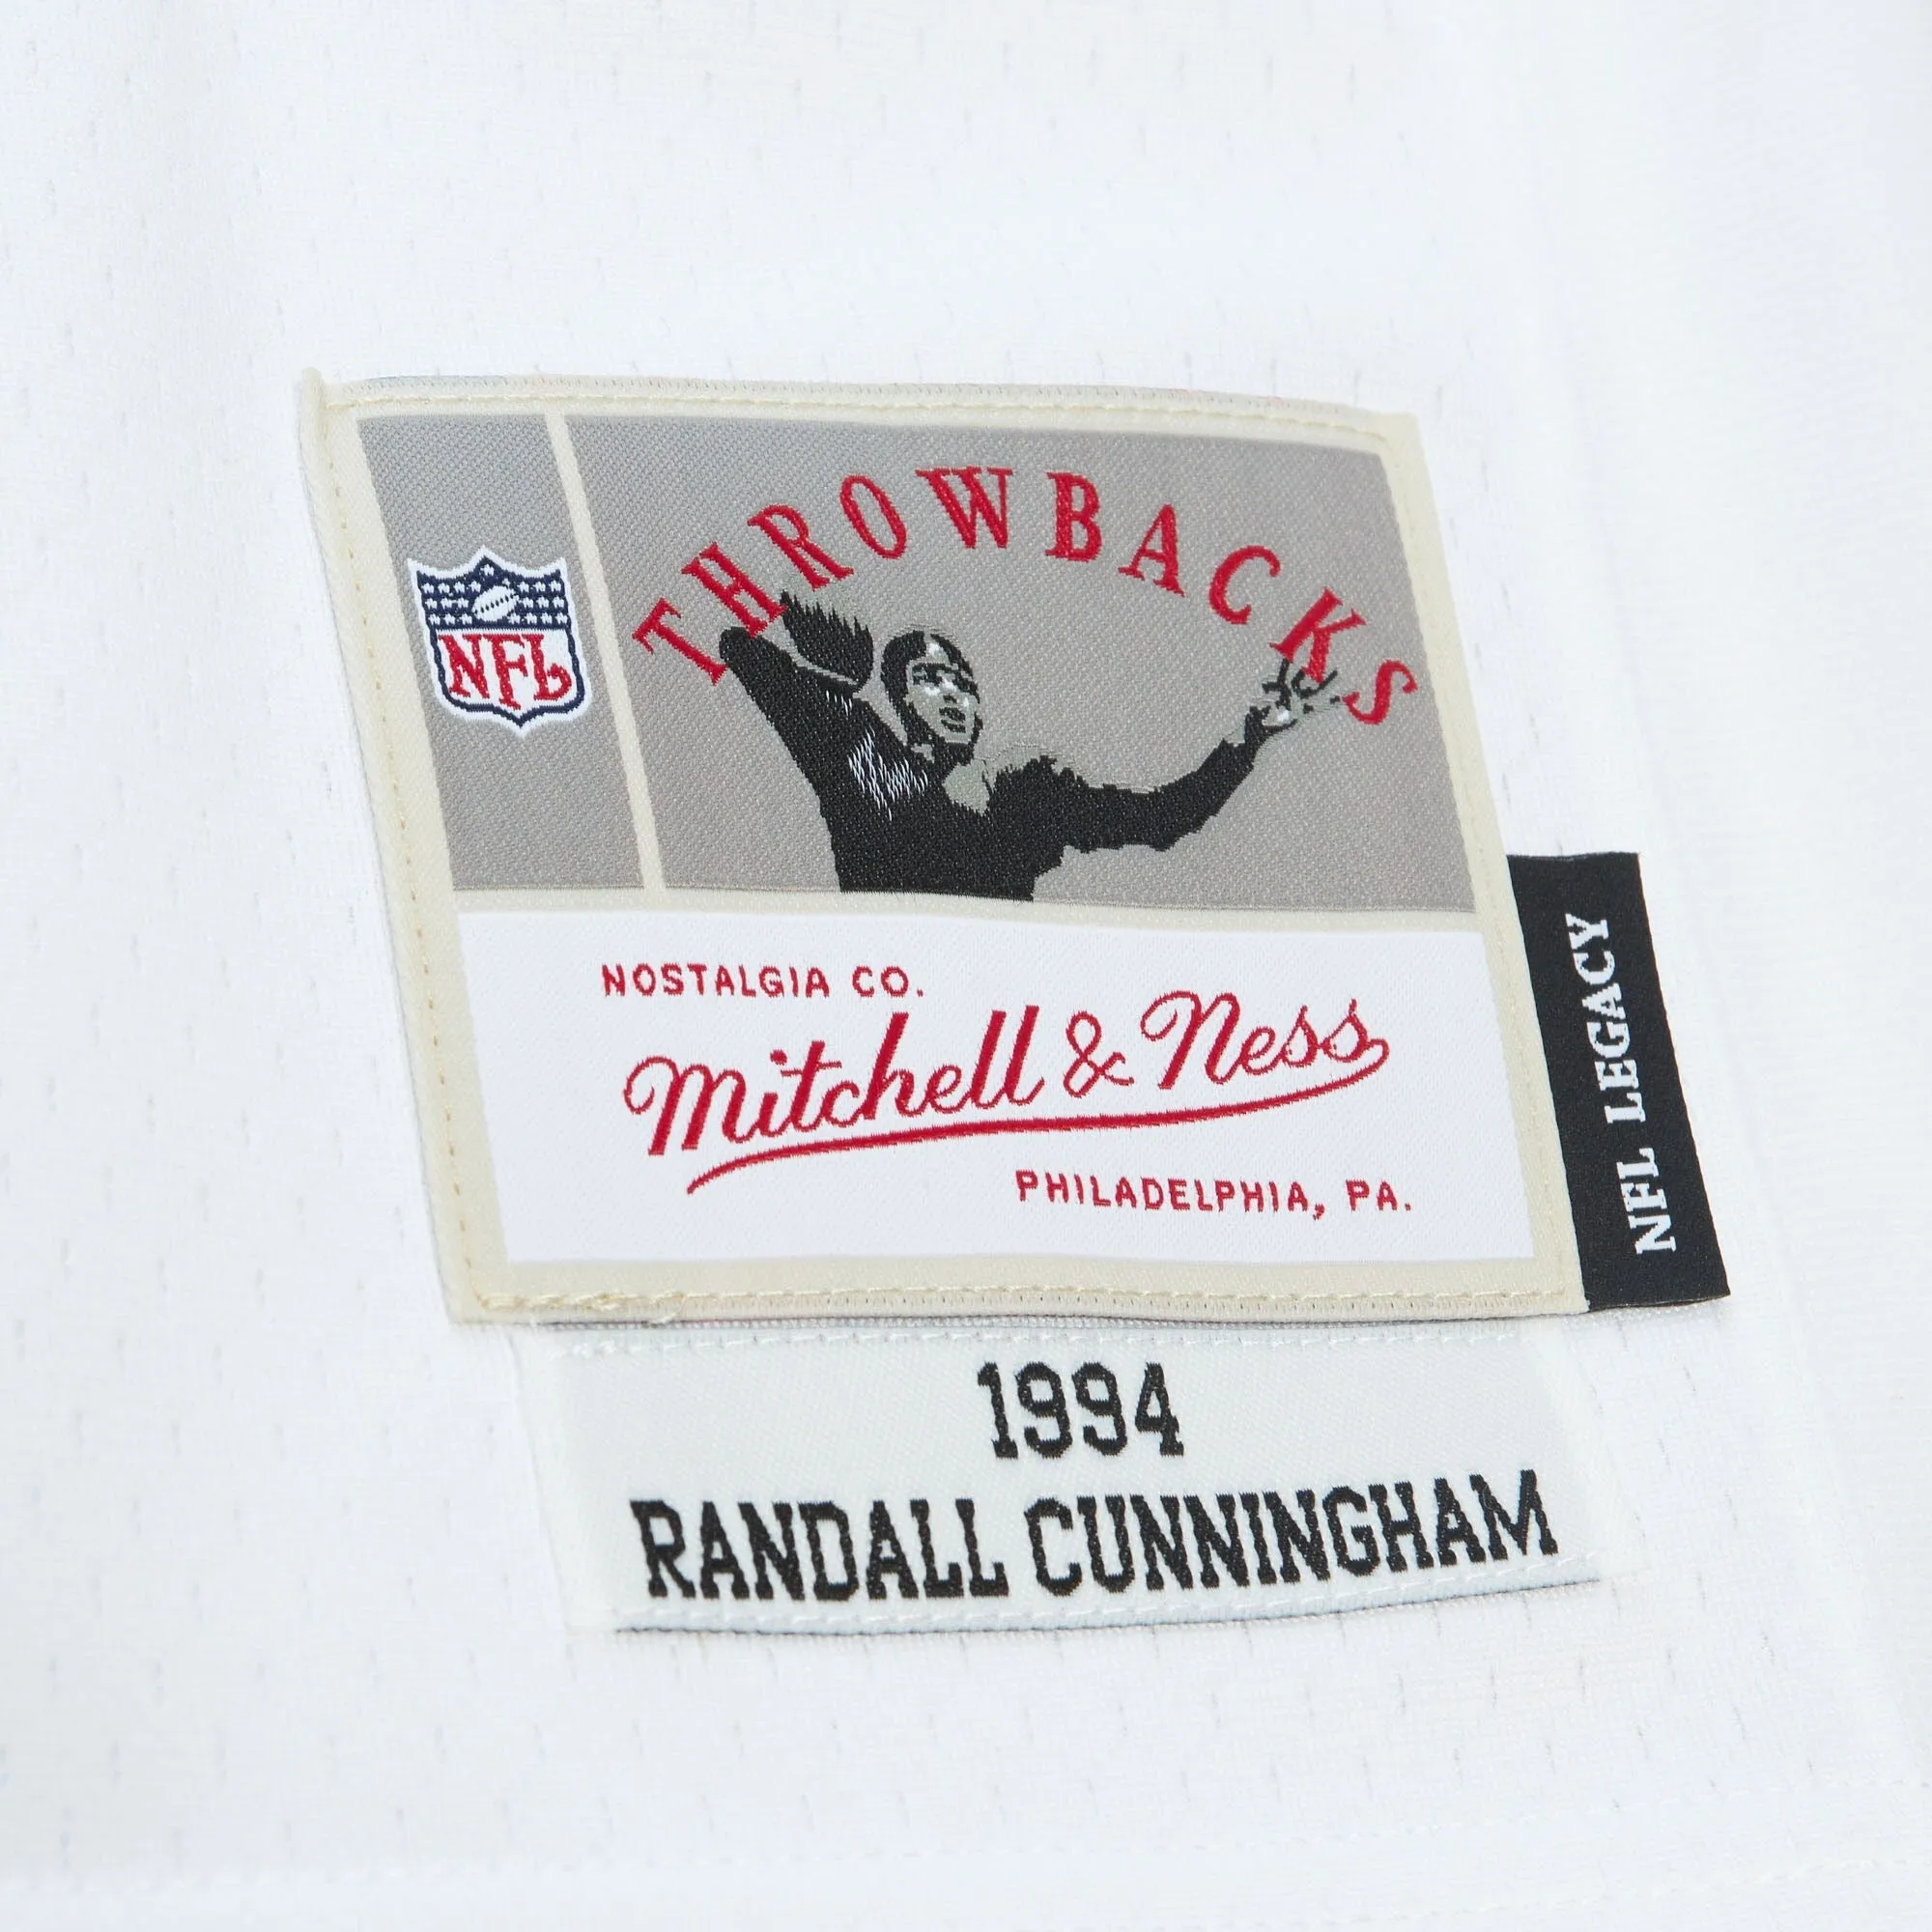 THROWBACKS
NFL
NOSTALGIA CO.
Mitchell & Ness
PHILADELPHIA, PA.
NFL LEGACY
1994
RANDALL CUNNINGHAM